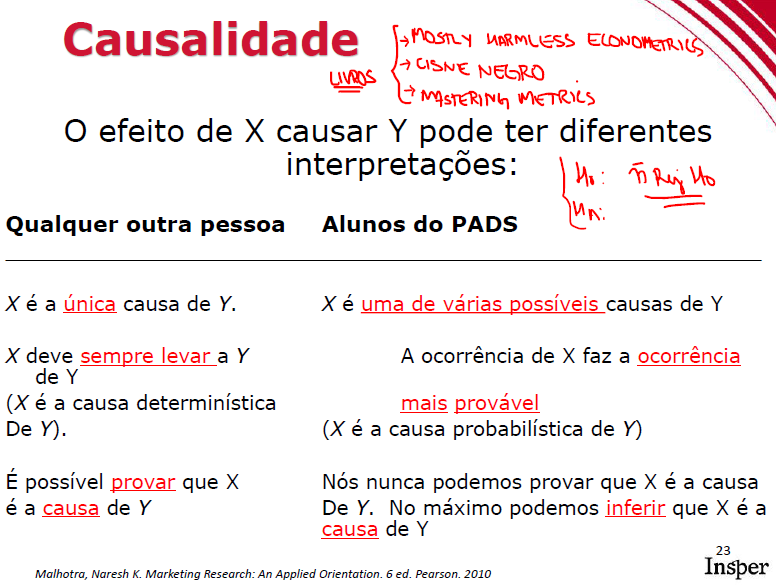 Causalidade
LIVROS
→ MOSTLY HARMLESS ECONOMETRICS
→ CISNE NEGRO
→ MASTERING METRICS
O efeito de X causar Y pode ter diferentes
interpretações:
H0: ñ Rej H0
HA:
Qualquer outra pessoa Alunos do PADS
X é a única causa de Y. X é uma de várias possíveis causas de Y
X deve sempre levar a Y A ocorrência de X faz a ocorrência
de Y
(X é a causa determinística mais provável
De Y). (X é a causa probabilística de Y)
É possível provar que X Nós nunca podemos provar que X é a causa
é a causa de Y De Y. No máximo podemos inferir que X é a
causa de Y
23
Insper
Malhotra, Naresh K. Marketing Research: An Applied Orientation. 6 ed. Pearson. 2010